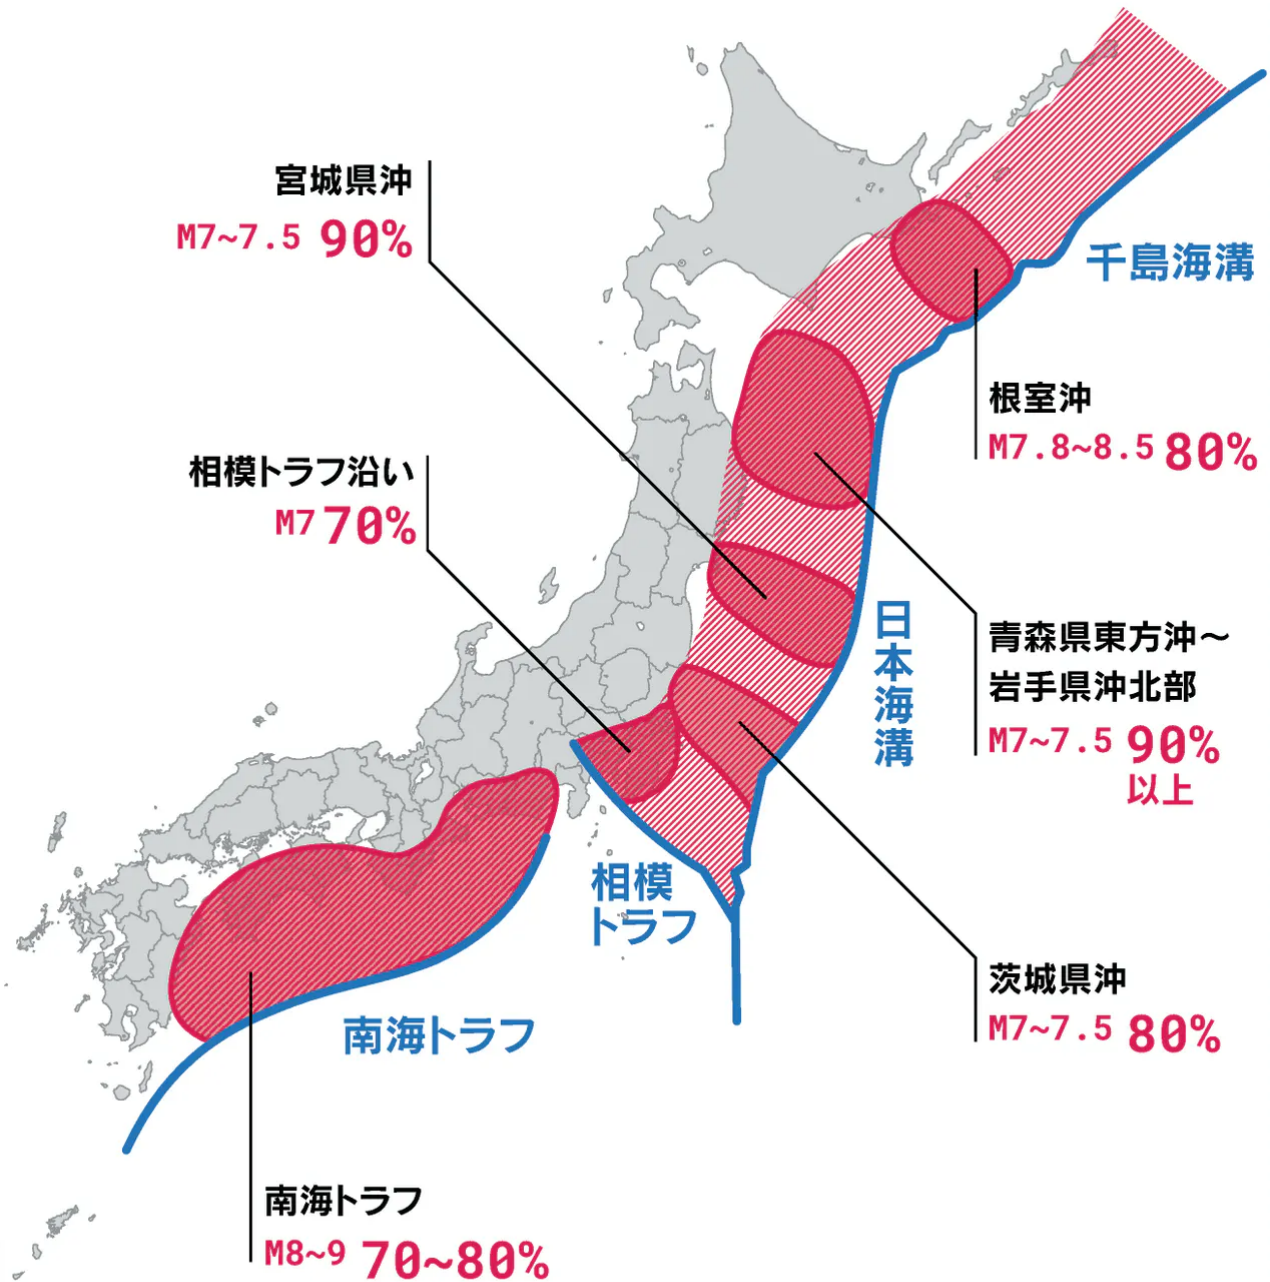 宮城県沖
M7~7.5 90%
千島海溝
根室沖
M7.8~8.5 80%
相模トラフ沿い
M7 70%
日本海溝
青森県東方沖～
岩手県沖北部
M7~7.5 90%
以上
相模
トラフ
茨城県沖
M7~7.5 80%
南海トラフ
南海トラフ
M8~9 70~80%